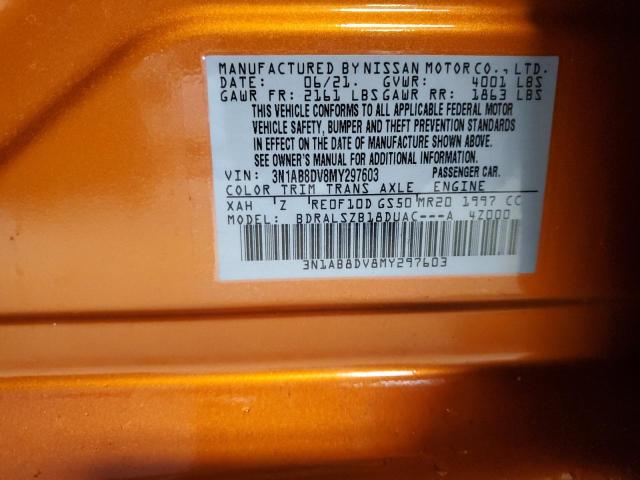 MANUFACTURED BY NISSAN MOTOR CO., LTD.
DATE: 06/21. GVWR: 4001 LBS
GAWR FR: 2161 LBS GAWR RR: 1863 LBS
THIS VEHICLE CONFORMS TO ALL APPLICABLE FEDERAL MOTOR
VEHICLE SAFETY, BUMPER AND THEFT PREVENTION STANDARDS
IN EFFECT ON THE DATE OF MANUFACTURE SHOWN ABOVE.
SEE OWNER'S MANUAL FOR ADDITIONAL INFORMATION.
VIN: 3N1AB8DV8MY297603 PASSENGER CAR.
COLOR TRIM TRANS AXLE ENGINE
XAH Z RE0F10D GS50 MR20 1997 CC
MODEL: BDRALSZB18DUAC---A 4Z000
3N1AB8DV8MY297603